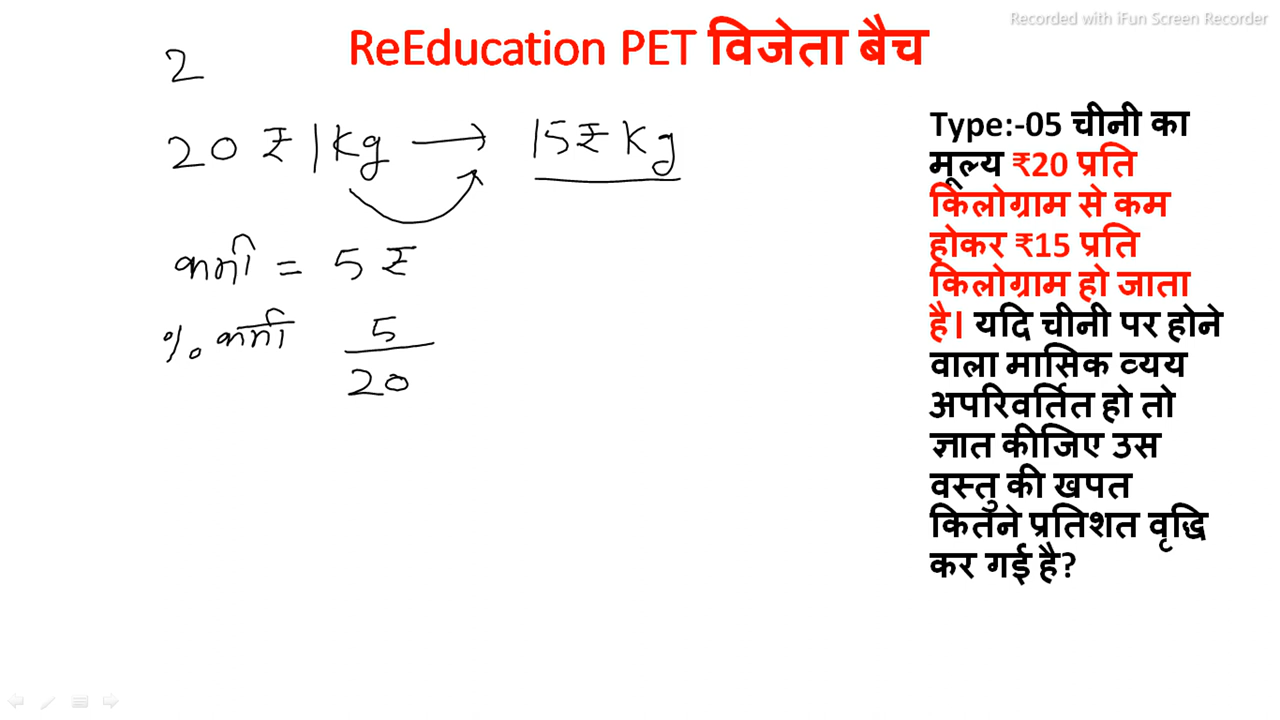 Recorded with iFun Screen Recorder
ReEducation PET विजेता बैच
2
20 ₹ 1kg → 15₹ kg
कमी = 5 ₹
% कमी 5/20
Type:-05 चीनी का
मूल्य ₹20 प्रति
किलोग्राम से कम
होकर ₹15 प्रति
किलोग्राम हो जाता
है। यदि चीनी पर होने
वाला मासिक व्यय
अपरिवर्तित हो तो
ज्ञात कीजिए उस
वस्तु की खपत
कितने प्रतिशत वृद्धि
कर गई है?